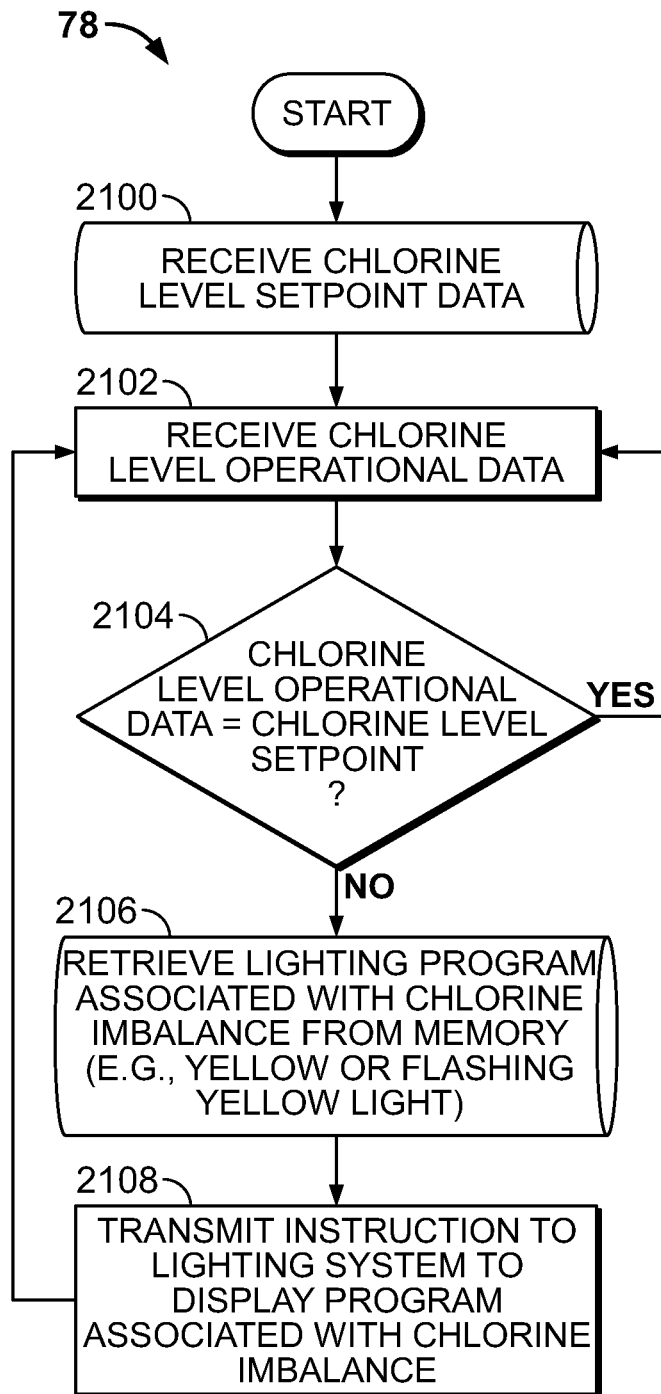 78
START
2100
RECEIVE CHLORINE
LEVEL SETPOINT DATA
2102
RECEIVE CHLORINE
LEVEL OPERATIONAL DATA
2104
CHLORINE
LEVEL OPERATIONAL
DATA = CHLORINE LEVEL
SETPOINT
?
YES
NO
2106
RETRIEVE LIGHTING PROGRAM
ASSOCIATED WITH CHLORINE
IMBALANCE FROM MEMORY
(E.G., YELLOW OR FLASHING
YELLOW LIGHT)
2108
TRANSMIT INSTRUCTION TO
LIGHTING SYSTEM TO
DISPLAY PROGRAM
ASSOCIATED WITH CHLORINE
IMBALANCE